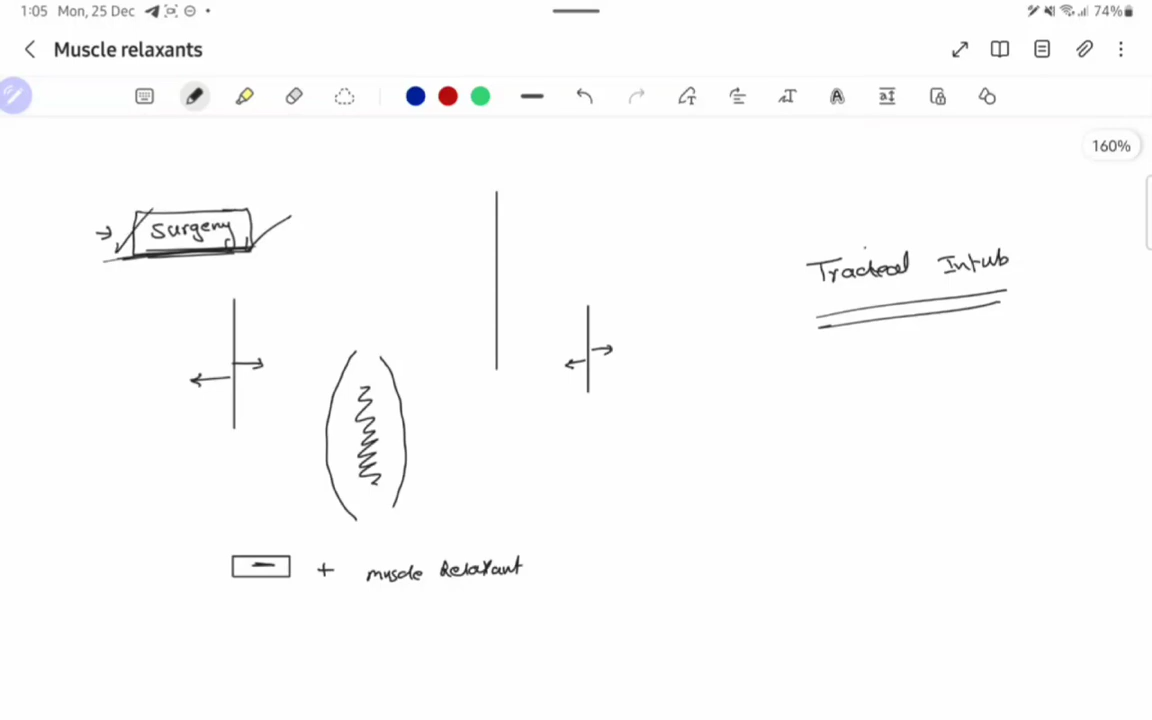 1:05 Mon, 25 Dec
74%
Muscle relaxants
160%
Surgery
Tracheal Intub
muscle Relaxant